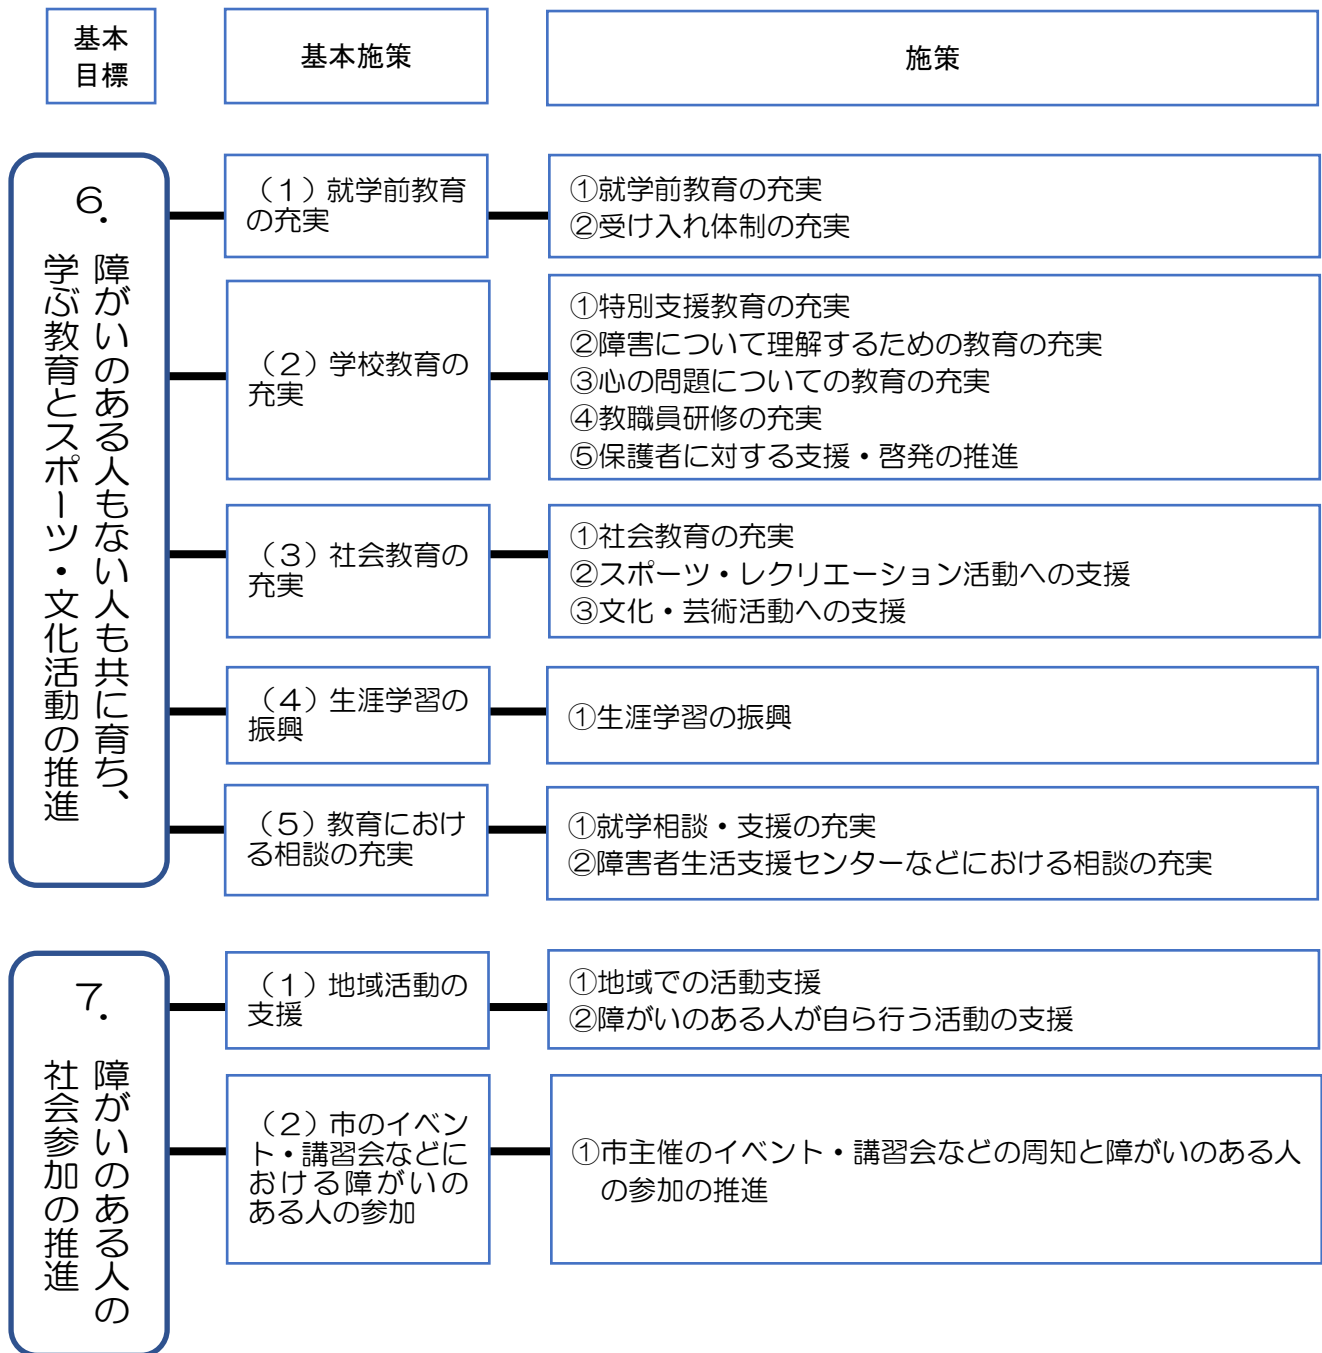 基本
目標
基本施策
施策
6.
障がいのある人もない人も共に育ち、
学ぶ教育とスポーツ・文化活動の推進
（１）就学前教育
の充実
①就学前教育の充実
②受け入れ体制の充実
（２）学校教育の
充実
①特別支援教育の充実
②障害について理解するための教育の充実
③心の問題についての教育の充実
④教職員研修の充実
⑤保護者に対する支援・啓発の推進
（３）社会教育の
充実
①社会教育の充実
②スポーツ・レクリエーション活動への支援
③文化・芸術活動への支援
（４）生涯学習の
振興
①生涯学習の振興
（５）教育におけ
る相談の充実
①就学相談・支援の充実
②障害者生活支援センターなどにおける相談の充実
7.
障がいのある人の
社会参加の推進
（１）地域活動の
支援
①地域での活動支援
②障がいのある人が自ら行う活動の支援
（２）市のイベン
ト・講習会などに
おける障がいの
ある人の参加
①市主催のイベント・講習会などの周知と障がいのある人
の参加の推進